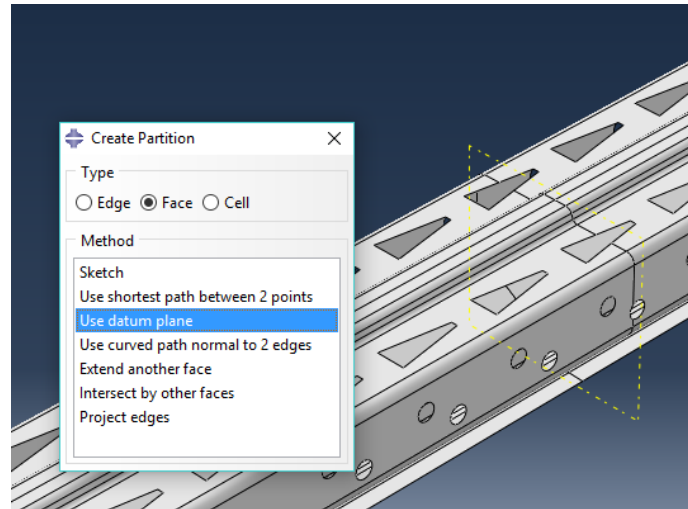 Create Partition
Type
Edge Face Cell
Method
Sketch
Use shortest path between 2 points
Use datum plane
Use curved path normal to 2 edges
Extend another face
Intersect by other faces
Project edges